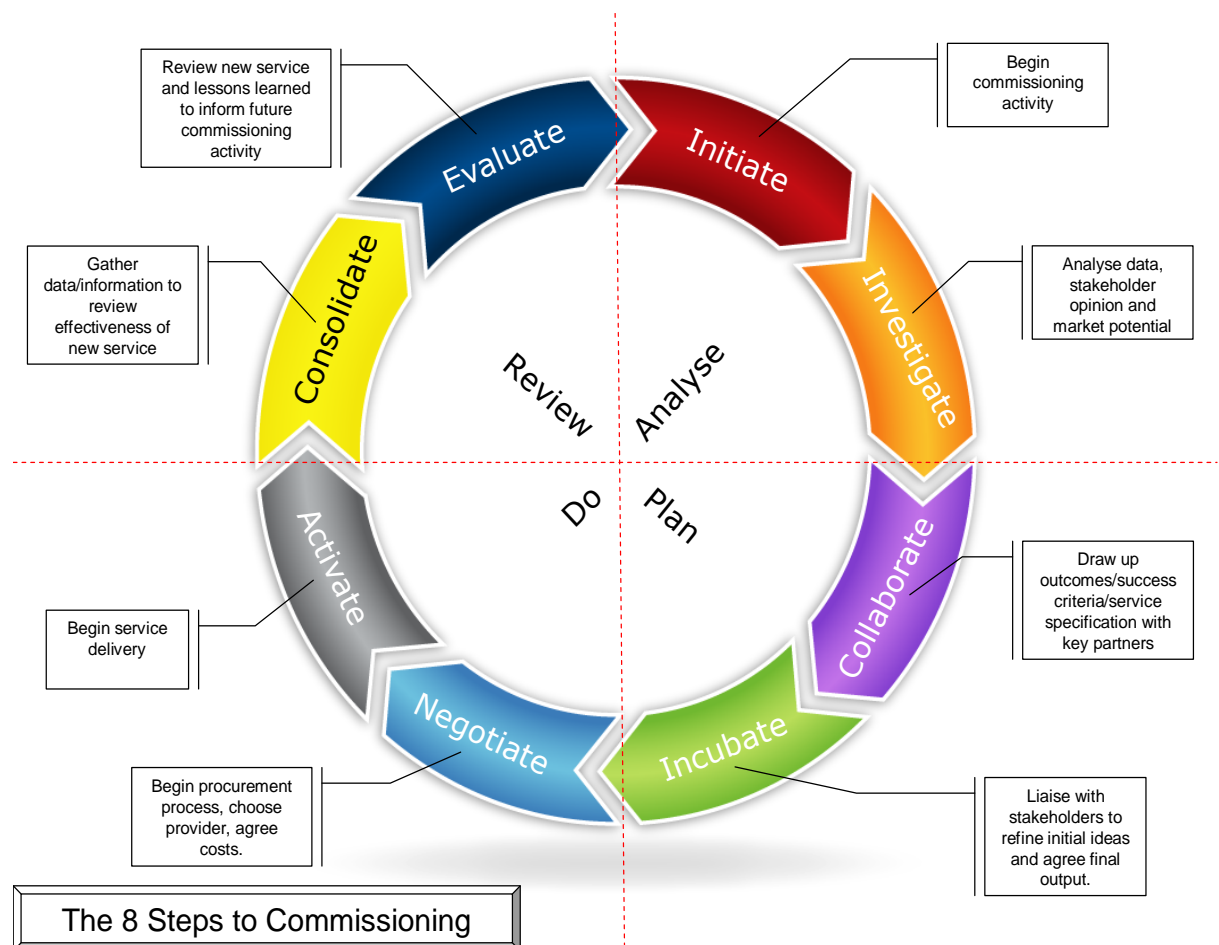 Review new service
and lessons learned
to inform future
commissioning
activity
Evaluate
Initiate
Begin
commissioning
activity
Gather
data/information to
review
effectiveness of
new service
Consolidate
Review
Analyse
Investigate
Analyse data,
stakeholder
opinion and
market potential
Do
Plan
Activate
Begin service
delivery
Collaborate
Draw up
outcomes/success
criteria/service
specification with
key partners
Negotiate
Begin procurement
process, choose
provider, agree
costs.
Incubate
Liaise with
stakeholders to
refine initial ideas
and agree final
output.
The 8 Steps to Commissioning